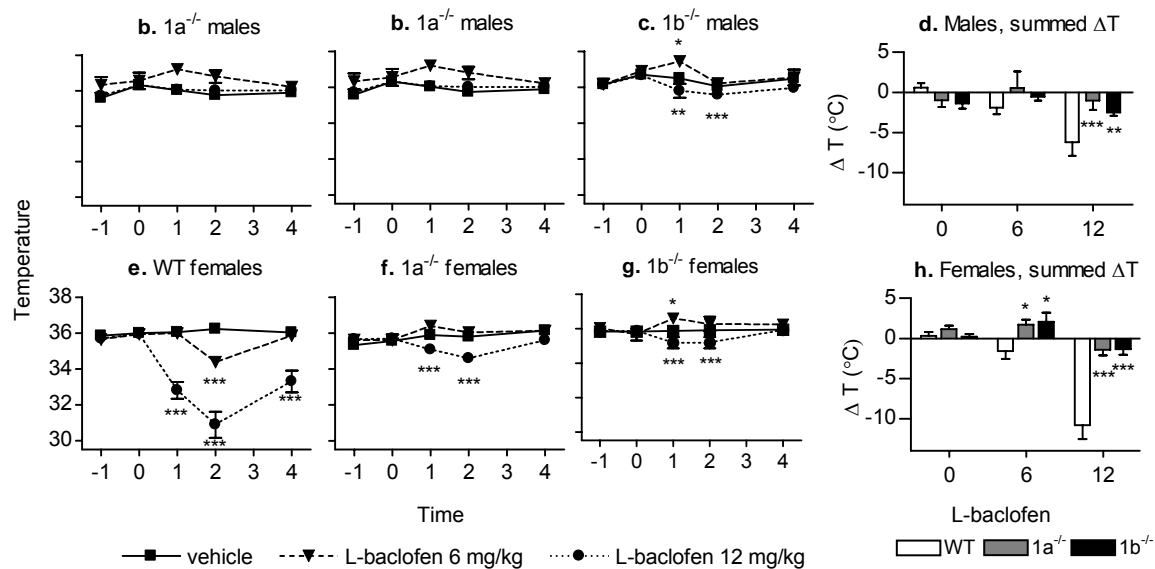 b. 1a-/- males
b. 1a-/- males
c. 1b-/- males
d. Males, summed ΔT
*
**
***
5
0
-5
-10
Δ T (°C)
***
**
-1 0 1 2 3 4
-1 0 1 2 3 4
-1 0 1 2 3 4
0 6 12
Temperature
e. WT females
f. 1a-/- females
g. 1b-/- females
h. Females, summed ΔT
38
36
34
32
30
***
***
***
***
***
***
*
***
***
5
0
-5
-10
Δ T (°C)
*
*
***
***
-1 0 1 2 3 4
-1 0 1 2 3 4
-1 0 1 2 3 4
0 6 12
Time
L-baclofen
vehicle
L-baclofen 6 mg/kg
L-baclofen 12 mg/kg
WT
1a-/-
1b-/-